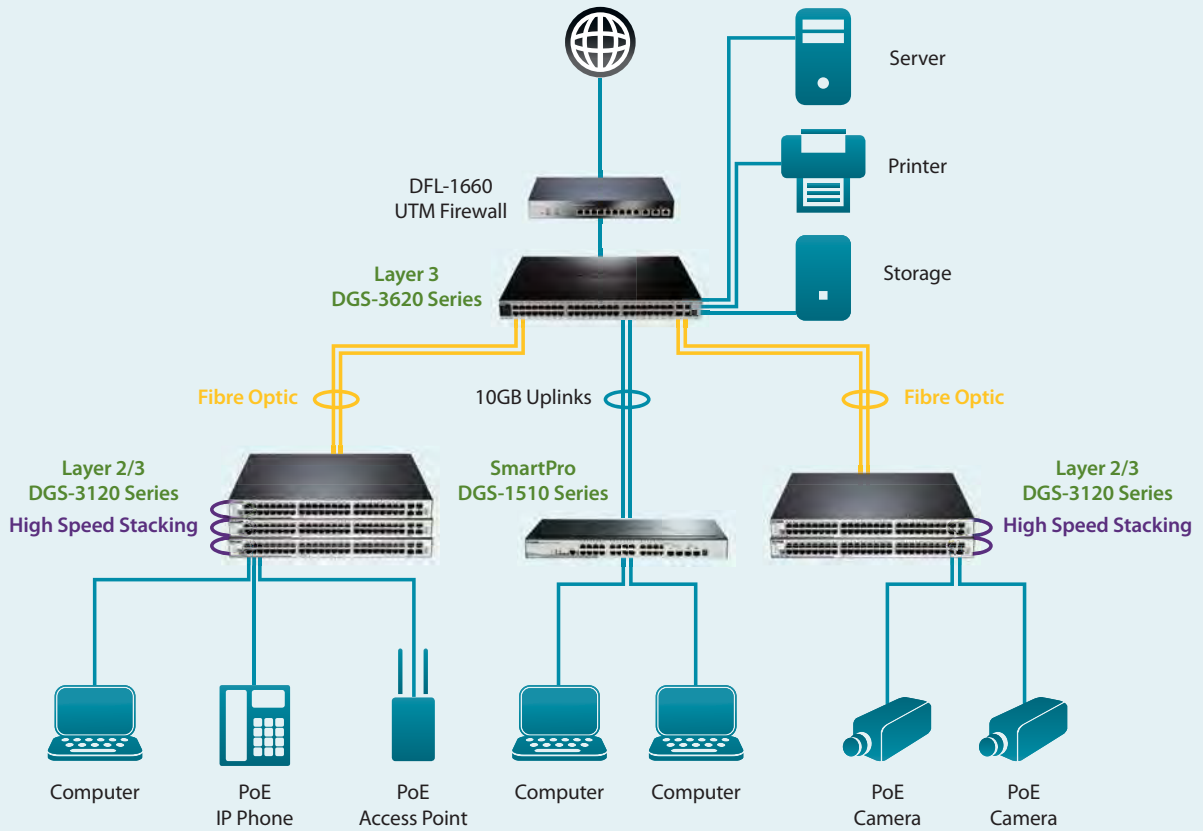 Server
Printer
DFL-1660
UTM Firewall
Layer 3
DGS-3620 Series
Storage
Fibre Optic
10GB Uplinks
Fibre Optic
Layer 2/3
DGS-3120 Series
High Speed Stacking
SmartPro
DGS-1510 Series
Layer 2/3
DGS-3120 Series
High Speed Stacking
Computer
PoE
IP Phone
PoE
Access Point
Computer
Computer
PoE
Camera
PoE
Camera